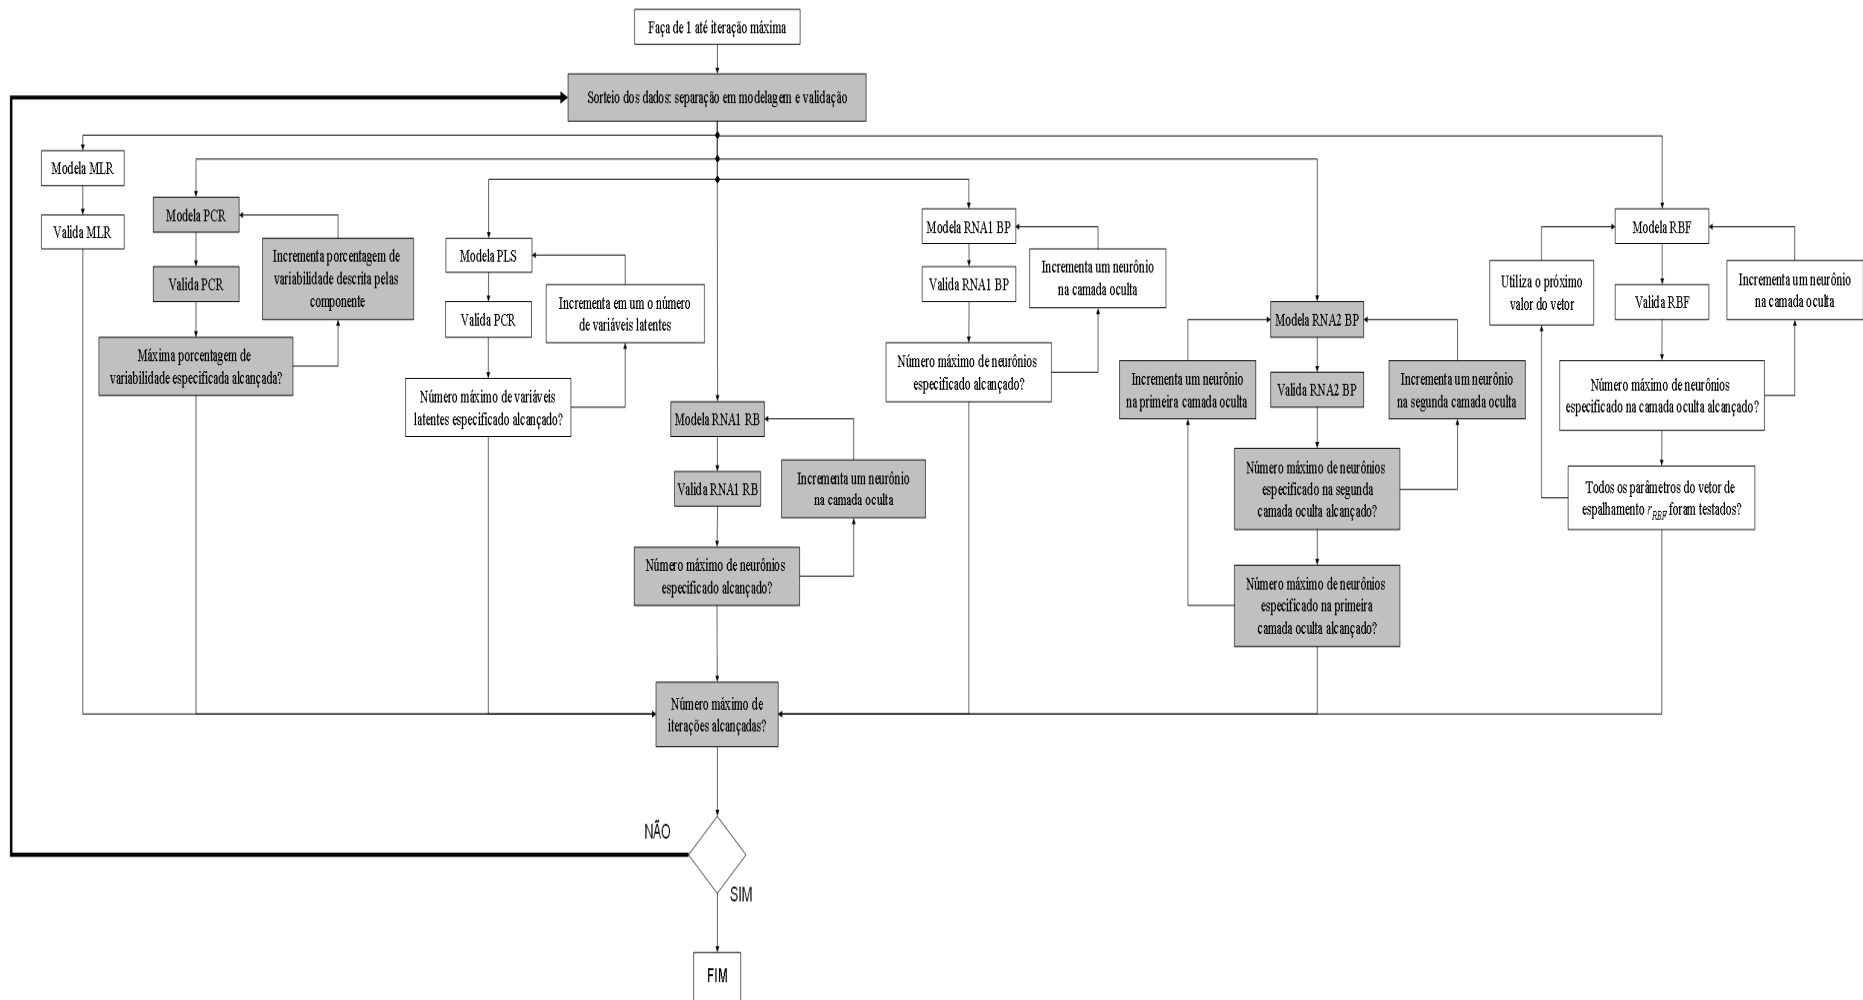 Faça de 1 até iteração máxima
Sorteio dos dados: separação em modelagem e validação
Modela MLR
Valida MLR
Modela PCR
Valida PCR
Incrementa porcentagem de
variabilidade descrita pelas
componente
Máxima porcentagem de
variabilidade especificada alcançada?
Modela PLS
Valida PCR
Incrementa em um o número
de variáveis latentes
Número máximo de variáveis
latentes especificado alcançado?
Modela RNA1 RB
Valida RNA1 RB
Incrementa um neurônio
na camada oculta
Número máximo de neurônios
especificado alcançado?
Modela RNA1 BP
Valida RNA1 BP
Incrementa um neurônio
na camada oculta
Número máximo de neurônios
especificado alcançado?
Modela RNA2 BP
Incrementa um neurônio
na primeira camada oculta
Valida RNA2 BP
Incrementa um neurônio
na segunda camada oculta
Número máximo de neurônios
especificado na segunda
camada oculta alcançado?
Número máximo de neurônios
especificado na primeira
camada oculta alcançado?
Modela RBF
Utiliza o próximo
valor do vetor
Valida RBF
Incrementa um neurônio
na camada oculta
Número máximo de neurônios
especificado na camada oculta alcançado?
Todos os parâmetros do vetor de
espalhamento r_RBF foram testados?
Número máximo de
iterações alcançadas?
NÃO
SIM
FIM